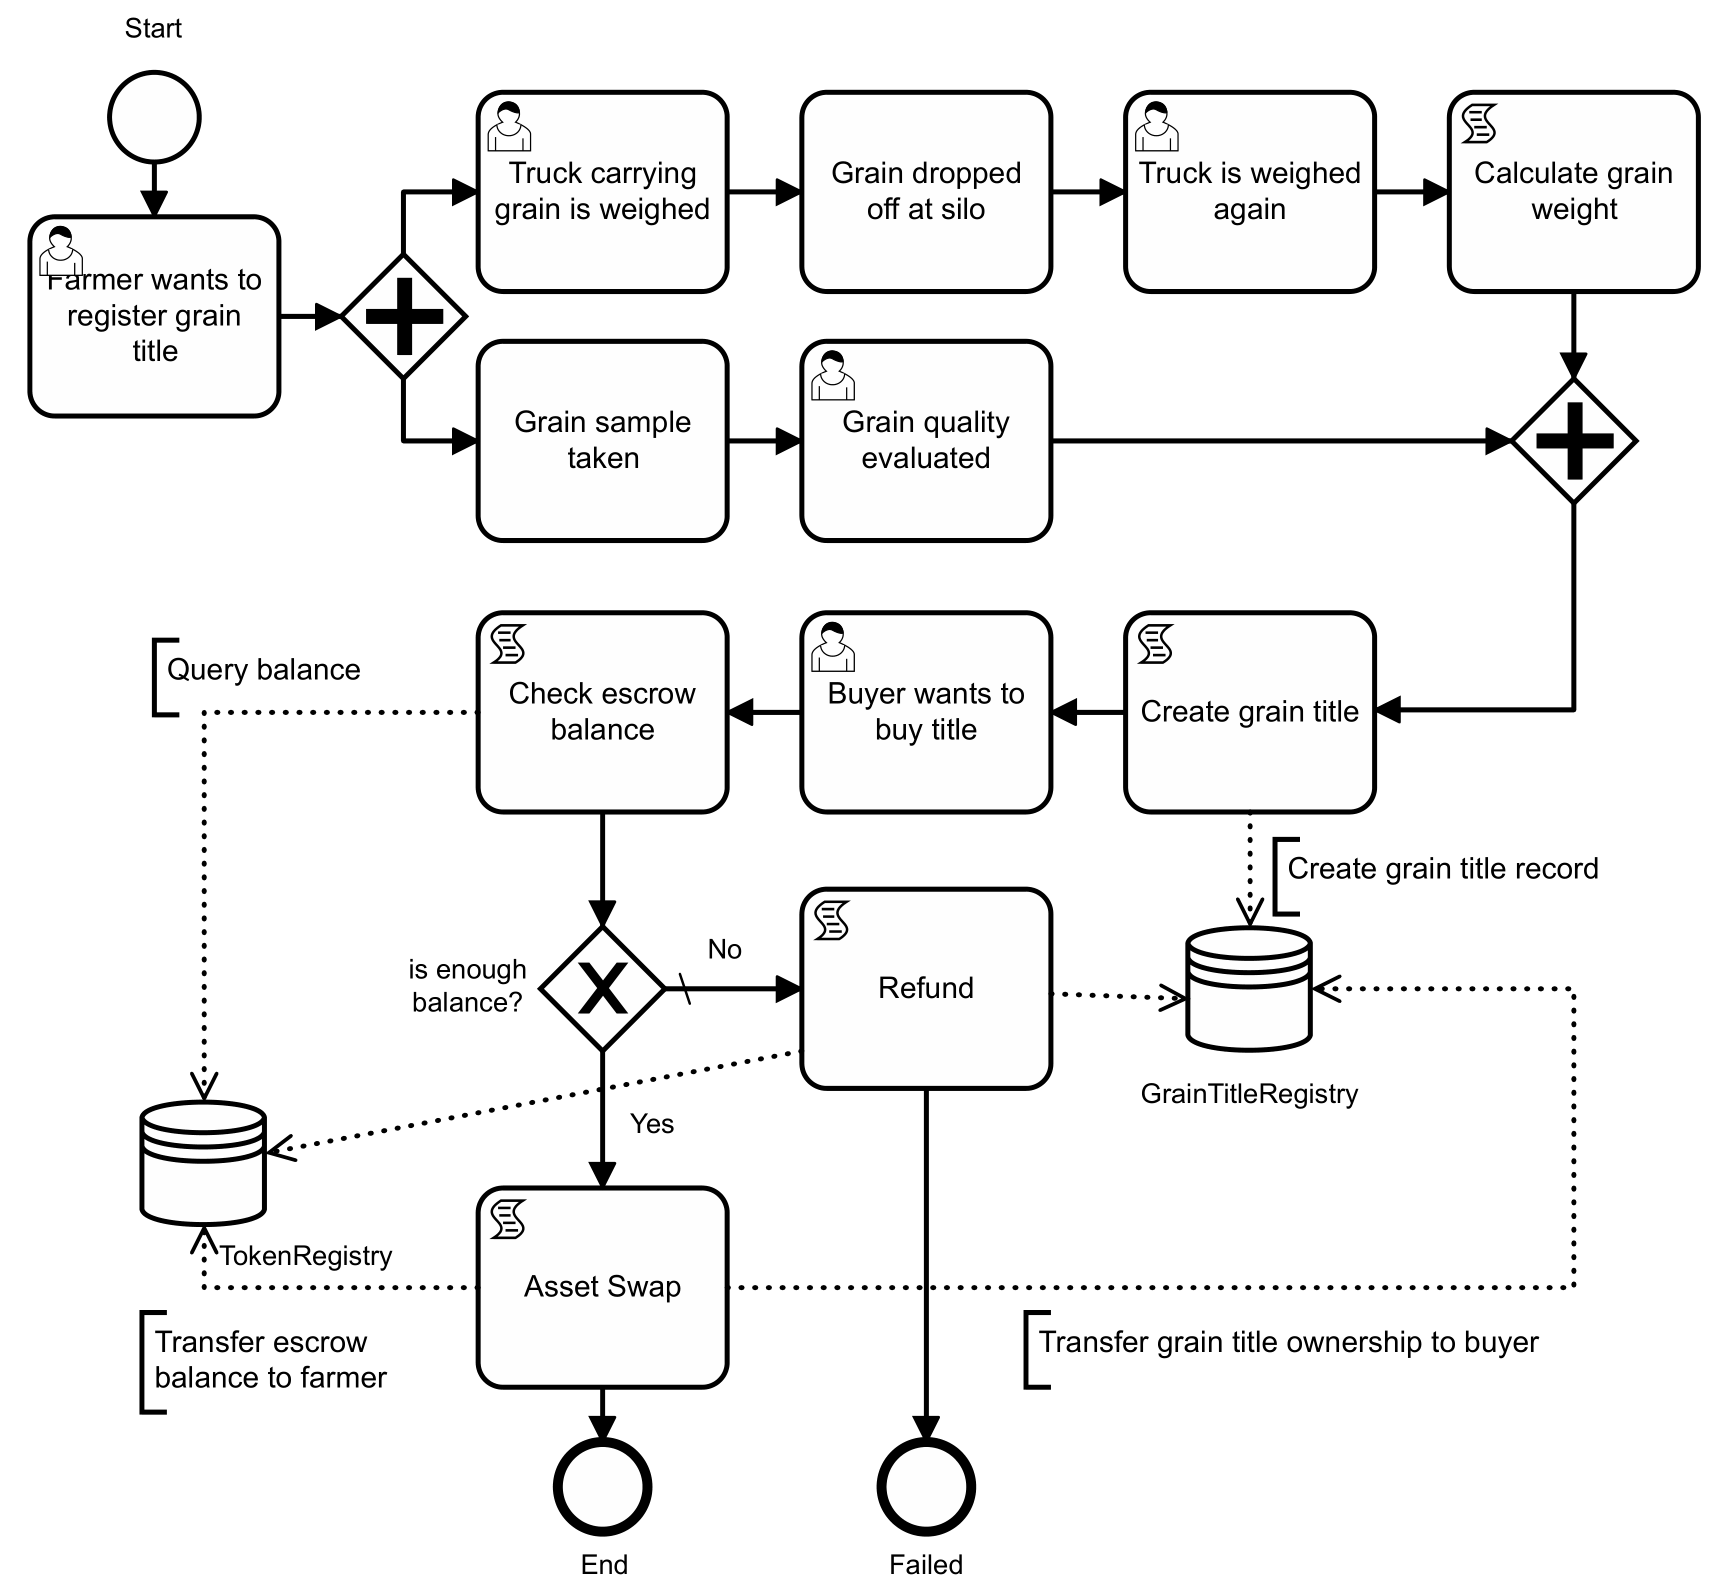 Start
Truck carrying
grain is weighed
Grain dropped
off at silo
Truck is weighed
again
Calculate grain
weight
Farmer wants to
register grain
title
Grain sample
taken
Grain quality
evaluated
Query balance
Check escrow
balance
Buyer wants to
buy title
Create grain title
Create grain title record
is enough
balance?
No
Refund
GrainTitleRegistry
Yes
TokenRegistry
Asset Swap
Transfer escrow
balance to farmer
Transfer grain title ownership to buyer
End
Failed